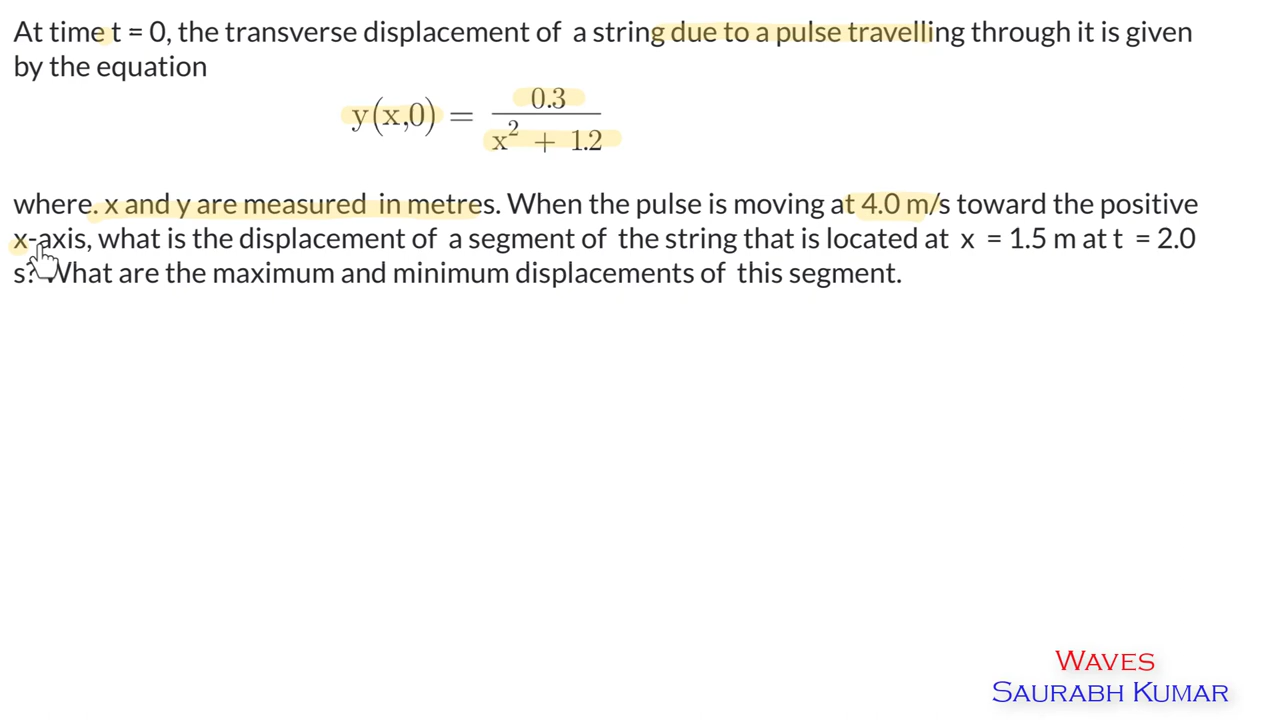 At time t = 0, the transverse displacement of a string due to a pulse travelling through it is given
by the equation
y(x,0) = 0.3 / (x² + 1.2)
where. x and y are measured in metres. When the pulse is moving at 4.0 m/s toward the positive
x-axis, what is the displacement of a segment of the string that is located at x = 1.5 m at t = 2.0
s? What are the maximum and minimum displacements of this segment.
WAVES
SAURABH KUMAR